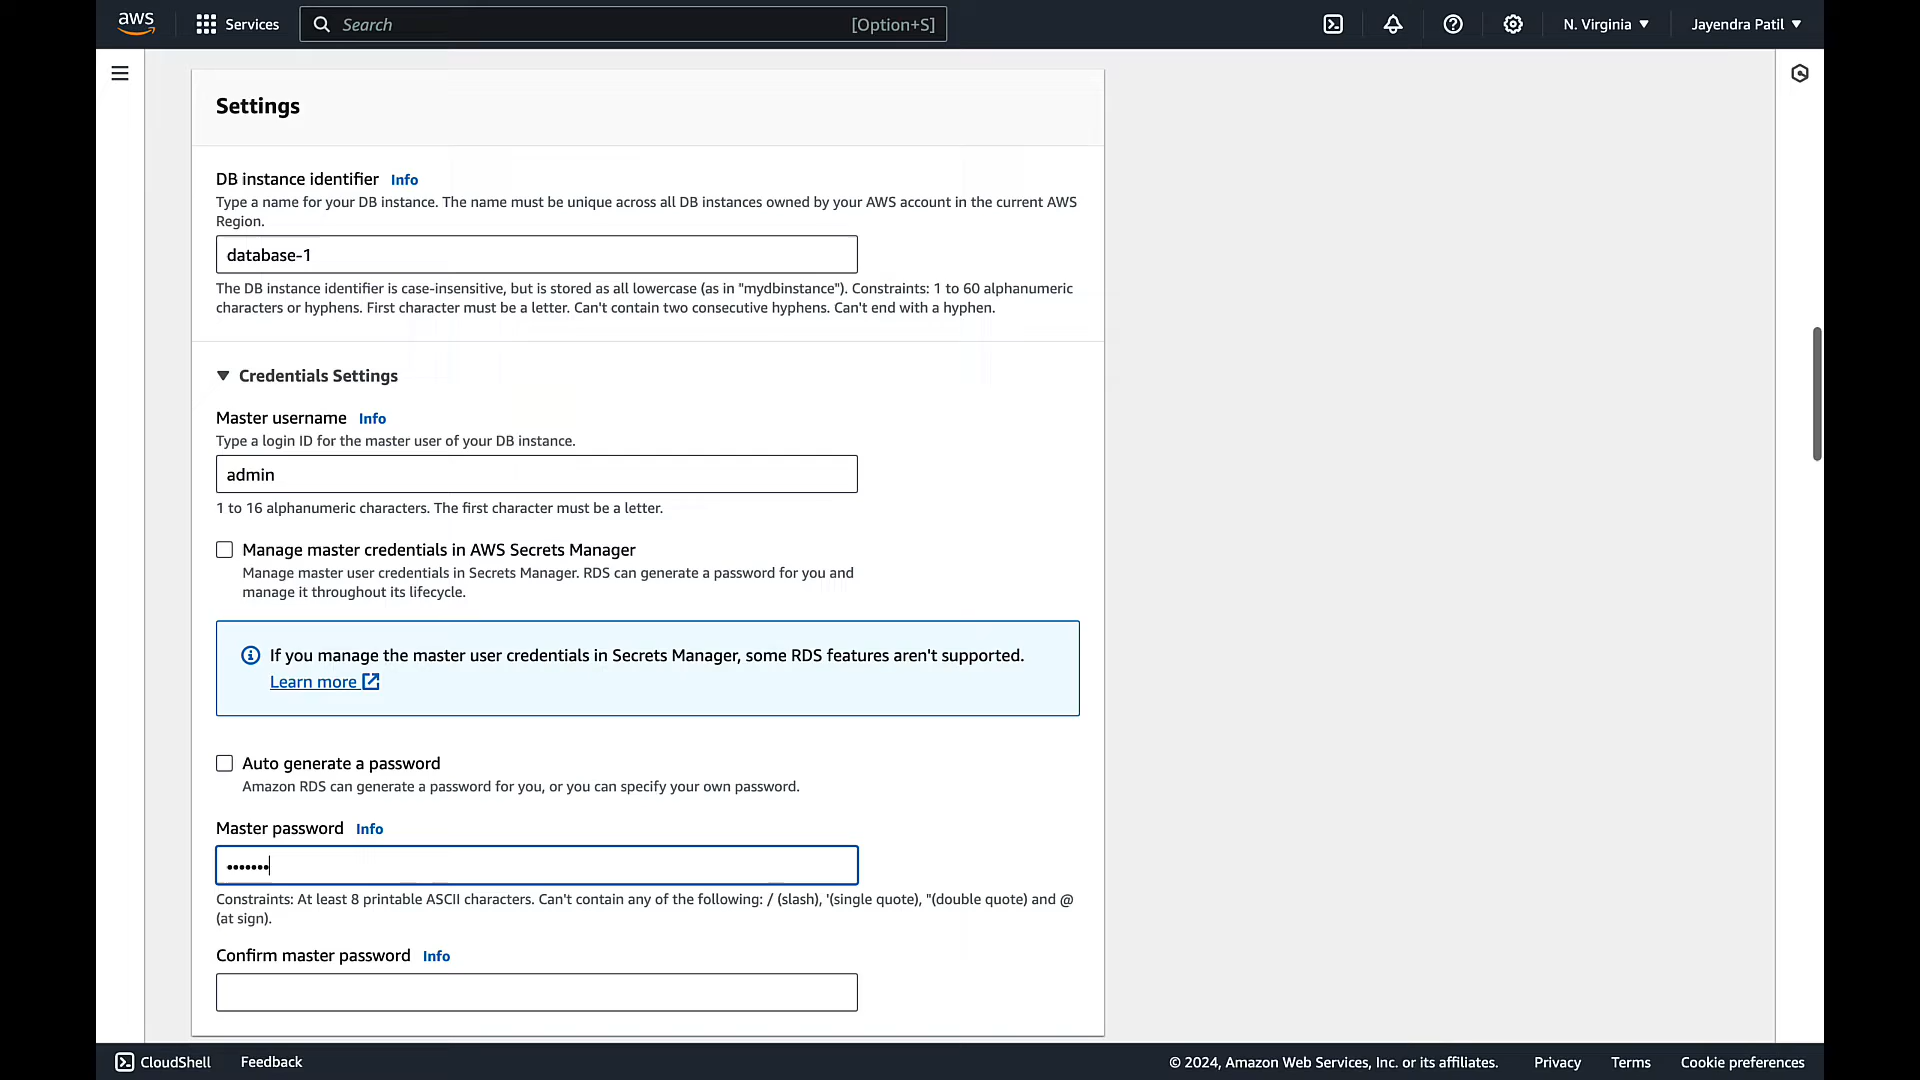 aws
Services
Search [Option+S]
N. Virginia ▼
Jayendra Patil ▼
Settings
DB instance identifier Info
Type a name for your DB instance. The name must be unique across all DB instances owned by your AWS account in the current AWS
Region.
database-1
The DB instance identifier is case-insensitive, but is stored as all lowercase (as in "mydbinstance"). Constraints: 1 to 60 alphanumeric
characters or hyphens. First character must be a letter. Can't contain two consecutive hyphens. Can't end with a hyphen.
▼ Credentials Settings
Master username Info
Type a login ID for the master user of your DB instance.
admin
1 to 16 alphanumeric characters. The first character must be a letter.
Manage master credentials in AWS Secrets Manager
Manage master user credentials in Secrets Manager. RDS can generate a password for you and
manage it throughout its lifecycle.
If you manage the master user credentials in Secrets Manager, some RDS features aren't supported.
Learn more
Auto generate a password
Amazon RDS can generate a password for you, or you can specify your own password.
Master password Info
•••••••
Constraints: At least 8 printable ASCII characters. Can't contain any of the following: / (slash), '(single quote), "(double quote) and @
(at sign).
Confirm master password Info
CloudShell
Feedback
© 2024, Amazon Web Services, Inc. or its affiliates.
Privacy
Terms
Cookie preferences